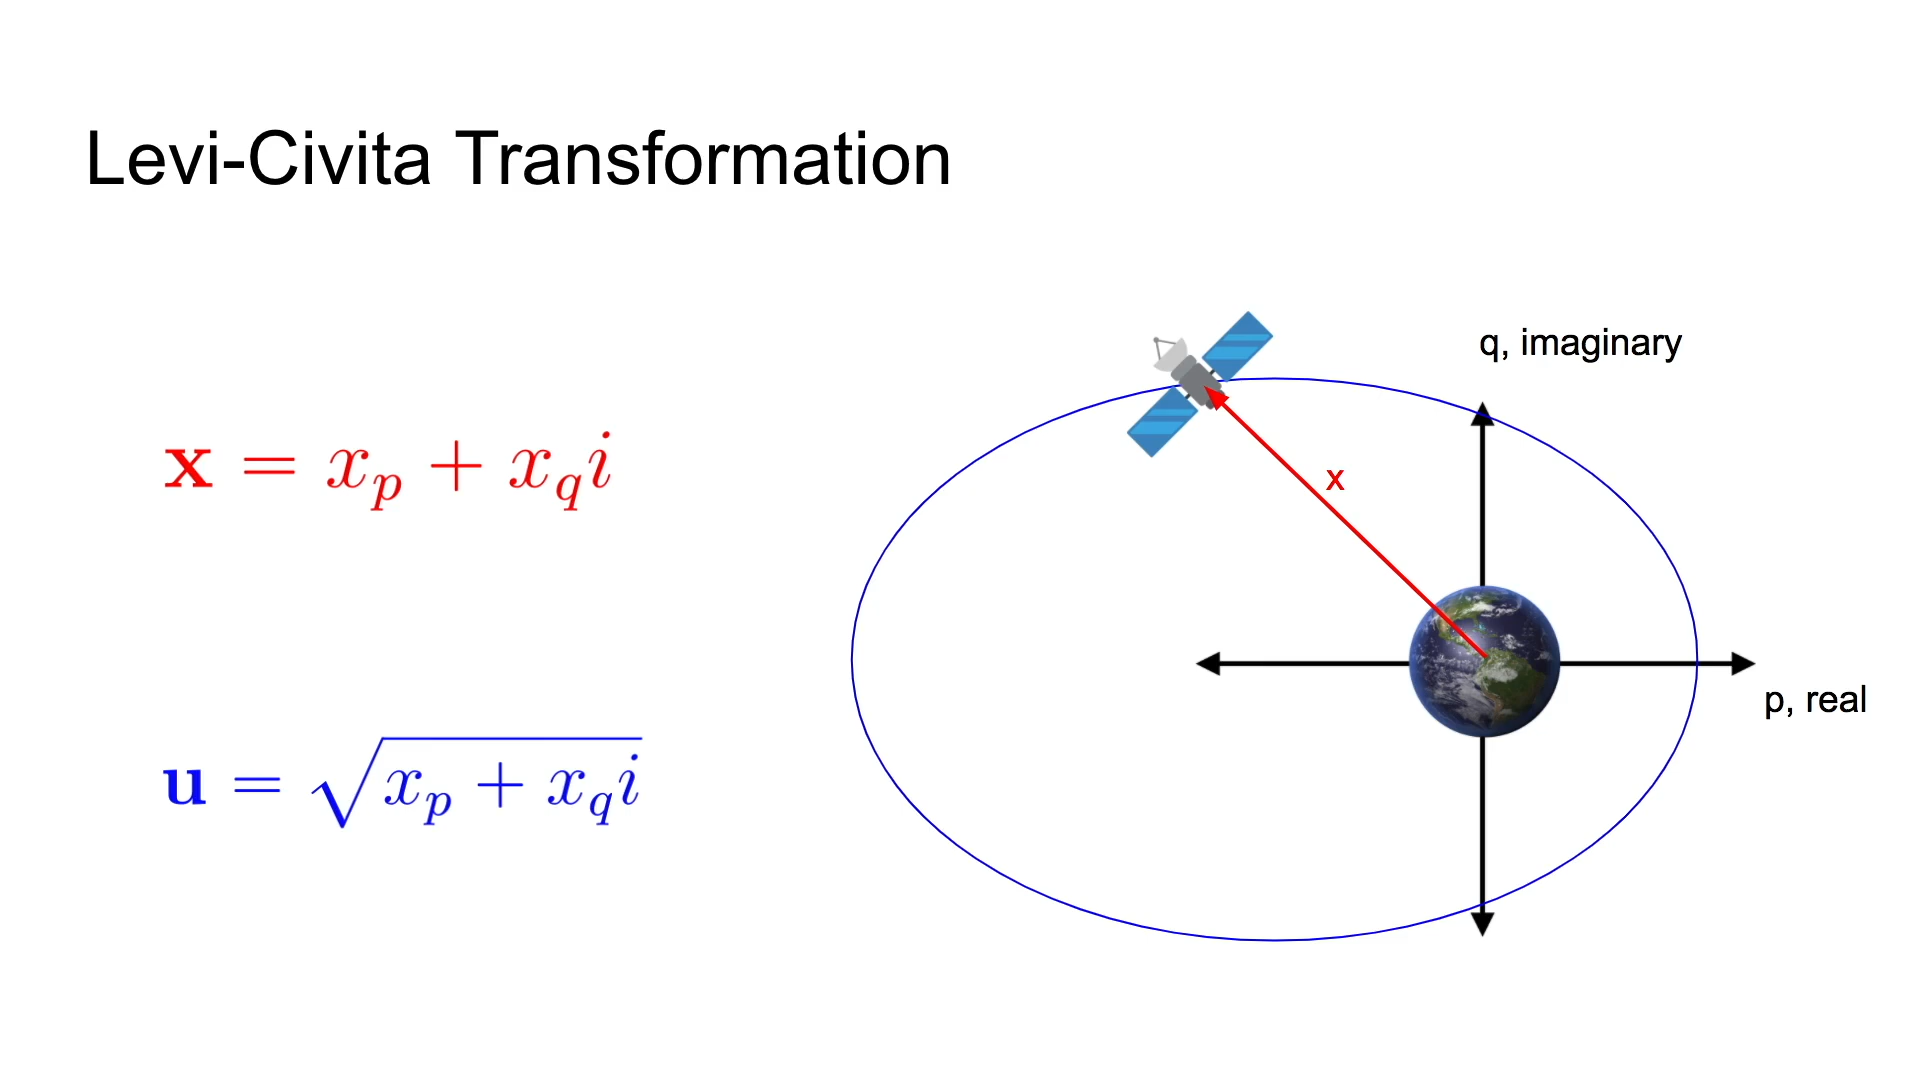 Levi-Civita Transformation
q, imaginary
𝐱 = x_p + x_q i
x
p, real
𝐮 = √(x_p + x_q i)